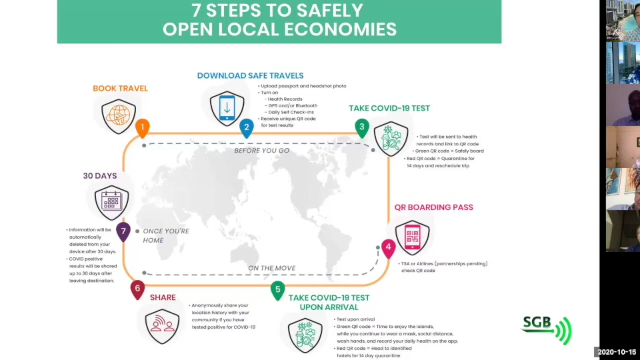 7 STEPS TO SAFELY
OPEN LOCAL ECONOMIES
BOOK TRAVEL
1
DOWNLOAD SAFE TRAVELS
• Upload passport and headshot photo
• Turn on
- Health Records
- GPS and/or Bluetooth
- Daily Self Check-ins
• Receive unique QR code
for test results
2
BEFORE YOU GO
TAKE COVID-19 TEST
3
• Test will be sent to health
records and link to QR code
• Green QR code = Safely board
• Red QR code = Quarantine for
14 days and reschedule trip
QR BOARDING PASS
4
• TSA or Airlines (partnerships pending)
check QR code
ON THE MOVE
5
TAKE COVID-19 TEST
UPON ARRIVAL
• Test upon arrival
• Green QR code = Time to enjoy the islands,
while you continue to wear a mask, social distance,
wash hands, and record your daily health on the app.
• Red QR code = Head to identified
hotels for 14 day quarantine
6
SHARE
• Anonymously share your
location history with your
community if you have
tested positive for COVID-19
30 DAYS
7
ONCE YOU'RE
HOME
• Information will be
automatically
deleted from your
device after 30 days.
• COVID positive
results will be shared
up to 30 days after
leaving destination.
SGB
2020-10-15